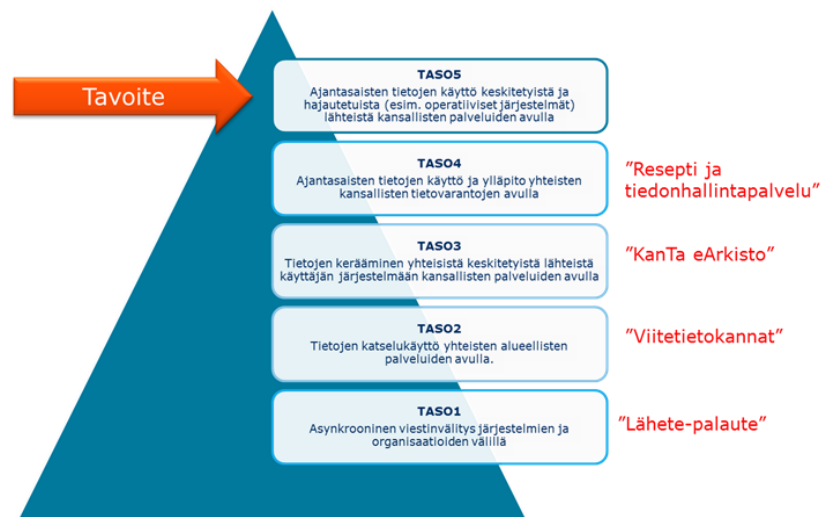 Tavoite
TASO5
Ajantasaisten tietojen käyttö keskitetyistä ja
hajautetuista (esim. operatiiviset järjestelmät)
lähteistä kansallisten palveluiden avulla
TASO4
Ajantasaisten tietojen käyttö ja ylläpito yhteisten
kansallisten tietovarantojen avulla
”Resepti ja
tiedonhallintapalvelu”
TASO3
Tietojen kerääminen yhteisistä keskitetyistä lähteistä
käyttäjän järjestelmään kansallisten palveluiden avulla
”KanTa eArkisto”
TASO2
Tietojen katselukäyttö yhteisten alueellisten
palveluiden avulla.
”Viitetietokannat”
TASO1
Asynkrooninen viestinvälitys järjestelmien ja
organisaatioiden välillä
”Lähete-palaute”